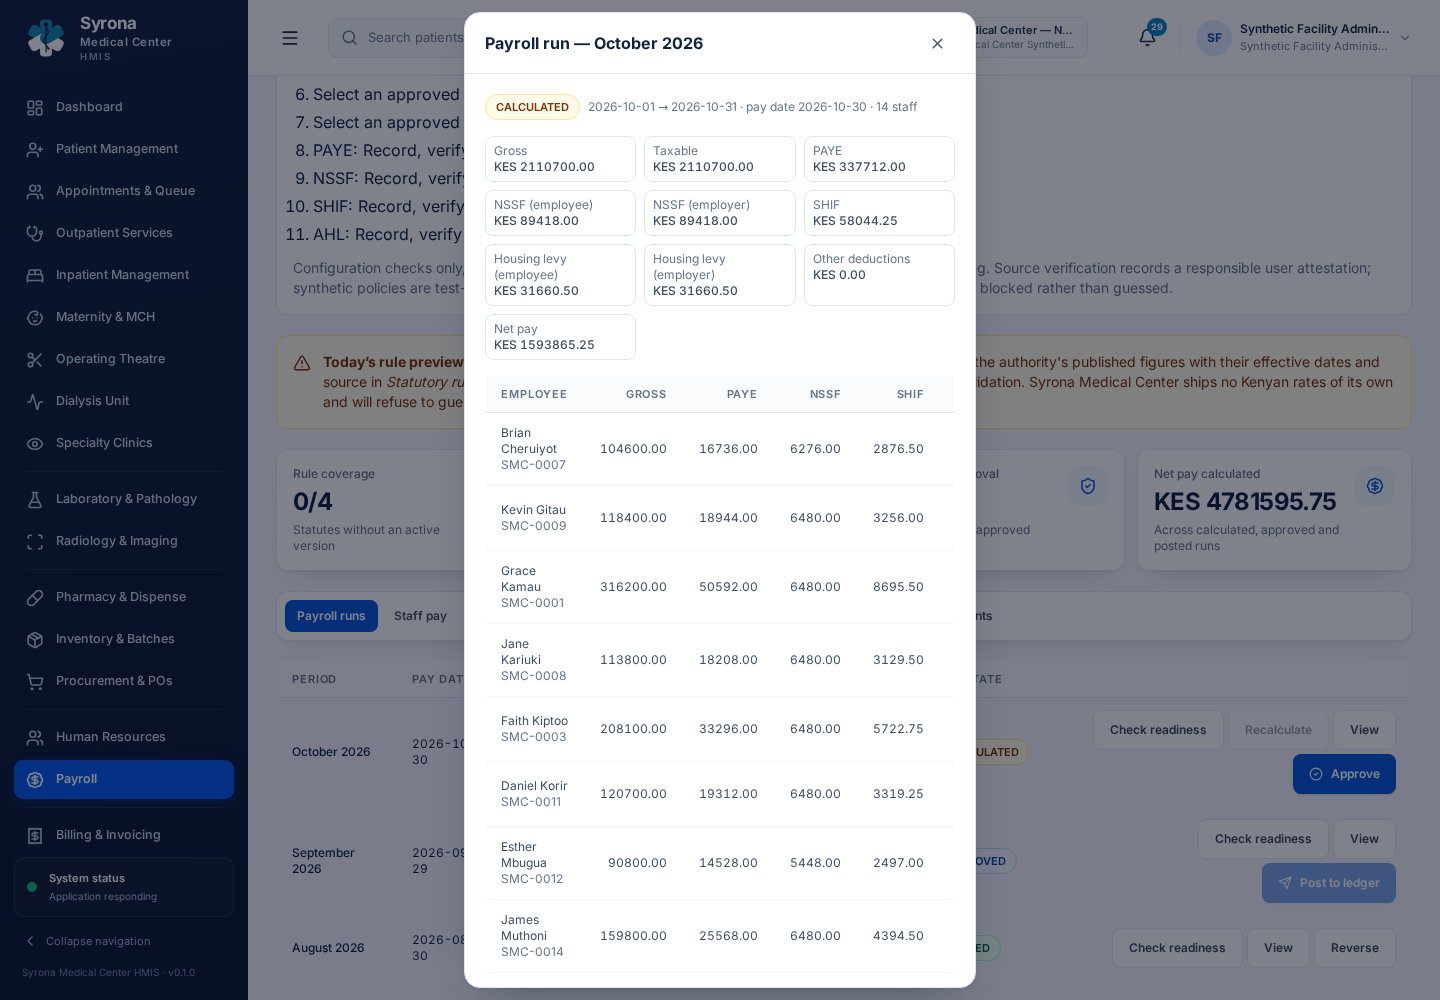 Syrona
Medical Center
HMIS
Dashboard
Patient Management
Appointments & Queue
Outpatient Services
Inpatient Management
Maternity & MCH
Operating Theatre
Dialysis Unit
Specialty Clinics
Laboratory & Pathology
Radiology & Imaging
Pharmacy & Dispense
Inventory & Batches
Procurement & POs
Human Resources
Payroll
Billing & Invoicing
System status
Application responding
Collapse navigation
Syrona Medical Center HMIS · v0.1.0
Search patients
Medical Center — N...
Medical Center Syntheti...
29
SF
Synthetic Facility Admin...
Synthetic Facility Adminis...
6. Select an approved
7. Select an approved
8. PAYE: Record, verify
9. NSSF: Record, verify
10. SHIF: Record, verify
11. AHL: Record, verify
Configuration checks only,
g. Source verification records a responsible user attestation;
synthetic policies are test-
blocked rather than guessed.
Today's rule preview
the authority's published figures with their effective dates and
source in Statutory ru
idation. Syrona Medical Center ships no Kenyan rates of its own
and will refuse to gue
Rule coverage
0/4
Statutes without an active
version
oval
approved
Net pay calculated
KES 4781595.75
Across calculated, approved and
posted runs
Payroll runs
Staff pay
nts
PERIOD
PAY DAT
TATE
October 2026
2026-10
30
ULATED
Check readiness
Recalculate
View
Approve
September
2026
2026-09
29
OVED
Check readiness
View
Post to ledger
August 2026
2026-08
30
ED
Check readiness
View
Reverse
Payroll run — October 2026
CALCULATED
2026-10-01 → 2026-10-31 · pay date 2026-10-30 · 14 staff
Gross
KES 2110700.00
Taxable
KES 2110700.00
PAYE
KES 337712.00
NSSF (employee)
KES 89418.00
NSSF (employer)
KES 89418.00
SHIF
KES 58044.25
Housing levy
(employee)
KES 31660.50
Housing levy
(employer)
KES 31660.50
Other deductions
KES 0.00
Net pay
KES 1593865.25
EMPLOYEE GROSS PAYE NSSF SHIF
Brian
Cheruiyot
SMC-0007
104600.00 16736.00 6276.00 2876.50
Kevin Gitau
SMC-0009
118400.00 18944.00 6480.00 3256.00
Grace
Kamau
SMC-0001
316200.00 50592.00 6480.00 8695.50
Jane
Kariuki
SMC-0008
113800.00 18208.00 6480.00 3129.50
Faith Kiptoo
SMC-0003
208100.00 33296.00 6480.00 5722.75
Daniel Korir
SMC-0011
120700.00 19312.00 6480.00 3319.25
Esther
Mbugua
SMC-0012
90800.00 14528.00 5448.00 2497.00
James
Muthoni
SMC-0014
159800.00 25568.00 6480.00 4394.50